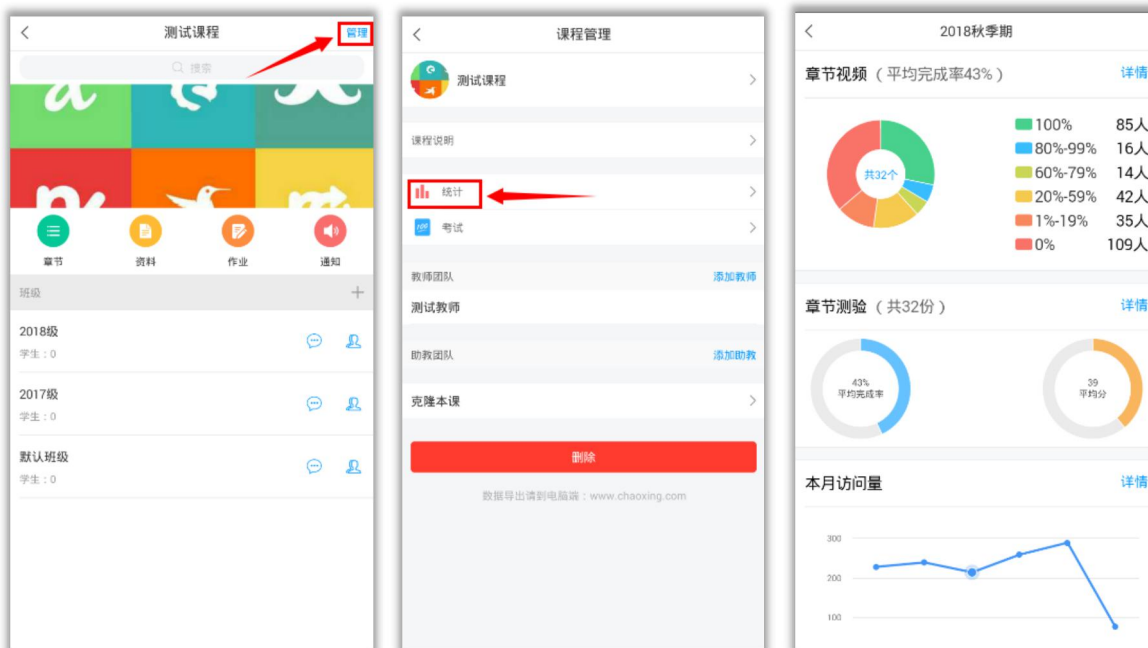 测试课程
管理
搜索
章节
资料
作业
通知
班级
2018级
学生：0
2017级
学生：0
默认班级
学生：0
课程管理
测试课程
课程说明
统计
考试
教师团队
添加教师
测试教师
助教团队
添加助教
克隆本课
删除
数据导出请到电脑端：www.chaoxing.com
2018秋季期
章节视频（平均完成率43%）
详情
共32个
100% 85人
80%-99% 16人
60%-79% 14人
20%-59% 42人
1%-19% 35人
0% 109人
章节测验（共32份）
详情
43%
平均完成率
39
平均分
本月访问量
详情
300
200
100